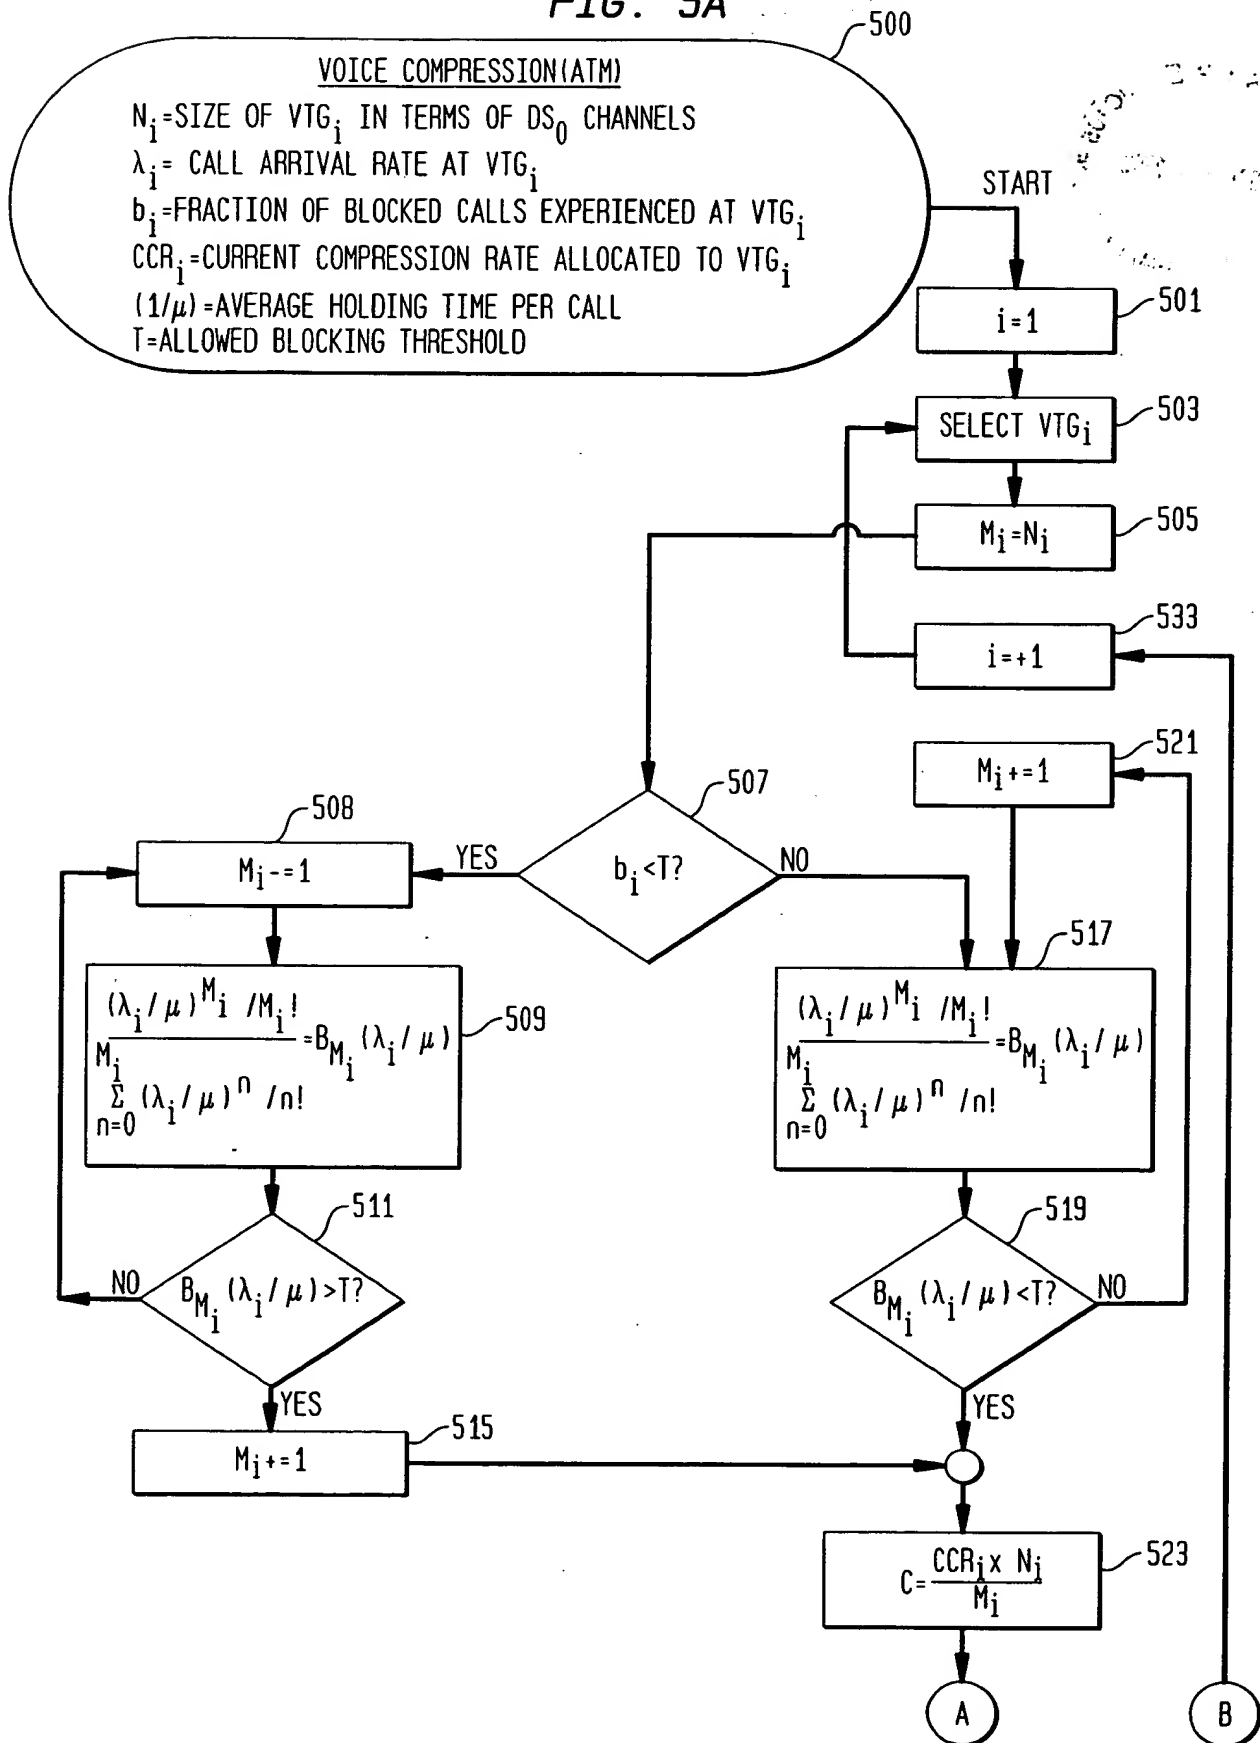 FIG. 5A
500
VOICE COMPRESSION(ATM)
Nᵢ=SIZE OF VTGᵢ IN TERMS OF DS₀ CHANNELS
λᵢ= CALL ARRIVAL RATE AT VTGᵢ
bᵢ=FRACTION OF BLOCKED CALLS EXPERIENCED AT VTGᵢ
CCRᵢ=CURRENT COMPRESSION RATE ALLOCATED TO VTGᵢ
(1/μ)=AVERAGE HOLDING TIME PER CALL
T=ALLOWED BLOCKING THRESHOLD
START
i=1
501
SELECT VTGᵢ
503
Mᵢ=Nᵢ
505
i=+1
533
Mᵢ+=1
521
507
bᵢ<T?
YES
NO
508
Mᵢ-=1
(λᵢ/μ)^Mᵢ /Mᵢ!
=B_Mᵢ (λᵢ/μ)
Mᵢ
Σ (λᵢ/μ)ⁿ /n!
n=0
509
517
(λᵢ/μ)^Mᵢ /Mᵢ!
=B_Mᵢ (λᵢ/μ)
Mᵢ
Σ (λᵢ/μ)ⁿ /n!
n=0
511
B_Mᵢ (λᵢ/μ)>T?
NO
YES
519
B_Mᵢ (λᵢ/μ)<T?
NO
YES
Mᵢ+=1
515
C= CCRᵢx Nᵢ
Mᵢ
523
A
B